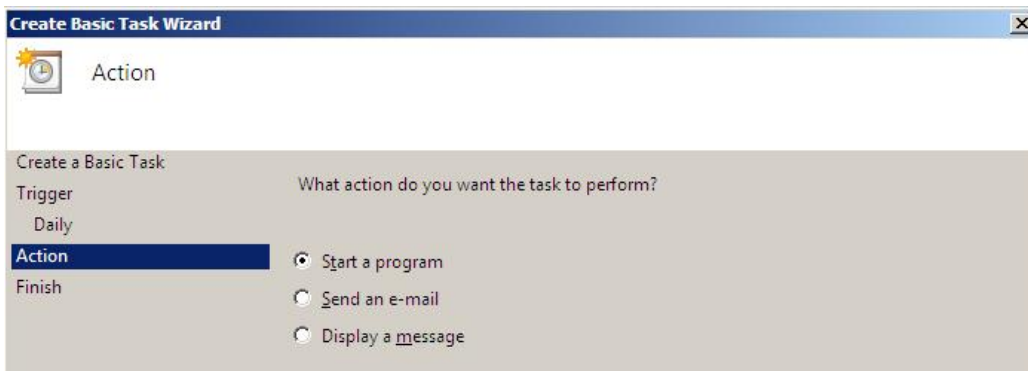 Create Basic Task Wizard
Action
Create a Basic Task
Trigger
Daily
Action
Finish
What action do you want the task to perform?
Start a program
Send an e-mail
Display a message